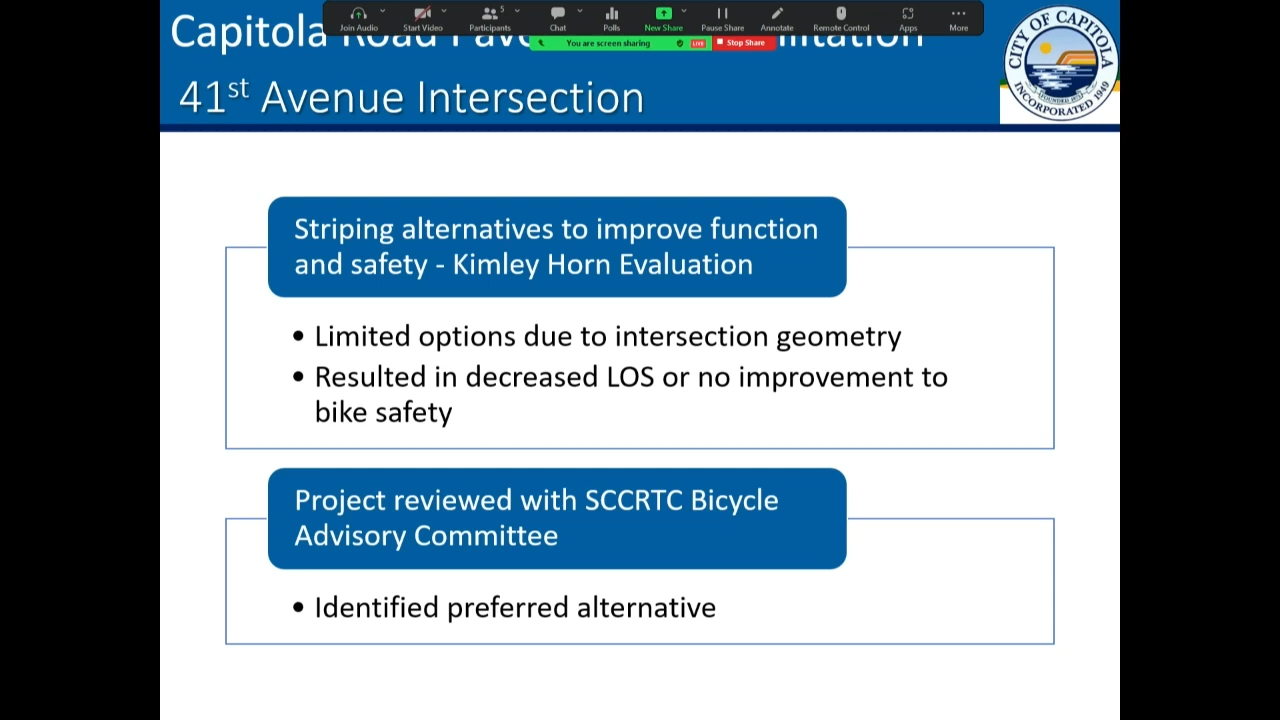 Join Audio
Start Video
Participants
5
Chat
Polls
New Share
Pause Share
Annotate
Remote Control
Apps
More
You are screen sharing
LIVE
Stop Share
Capitola Road
41st Avenue Intersection
CITY OF CAPITOLA
INCORPORATED 1949
Striping alternatives to improve function
and safety - Kimley Horn Evaluation
• Limited options due to intersection geometry
• Resulted in decreased LOS or no improvement to
bike safety
Project reviewed with SCCRTC Bicycle
Advisory Committee
• Identified preferred alternative